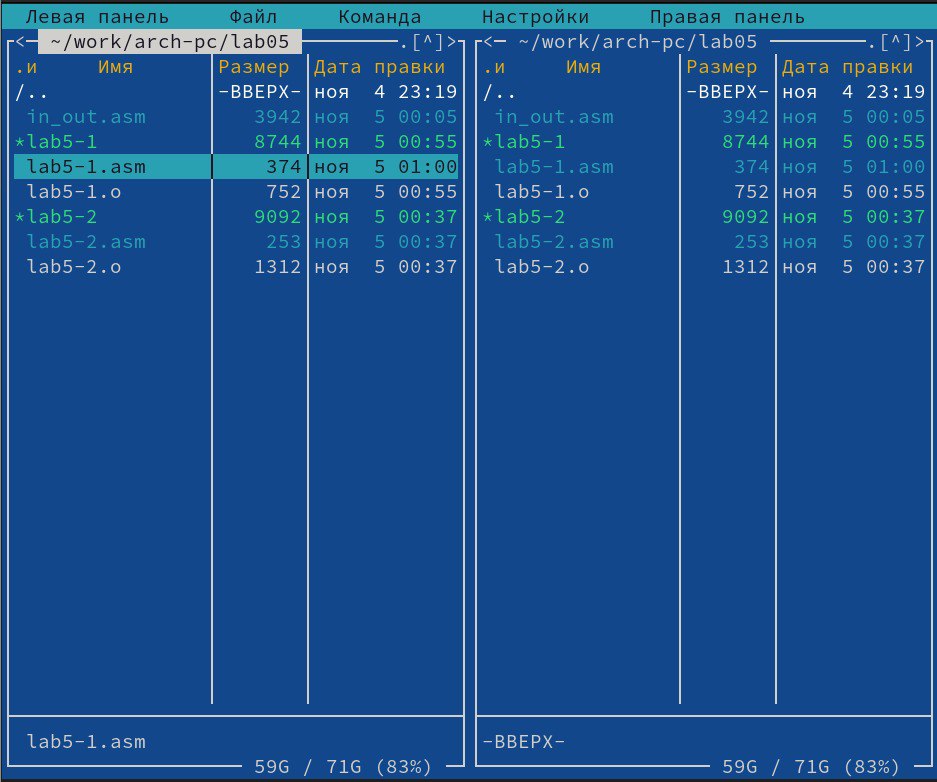 Левая панель Файл Команда Настройки Правая панель
<─ ~/work/arch-pc/lab05 ─.[^]> <─ ~/work/arch-pc/lab05 ─.[^]>
.и Имя Размер Дата правки .и Имя Размер Дата правки
/.. -ВВЕРХ- ноя 4 23:19 /.. -ВВЕРХ- ноя 4 23:19
in_out.asm 3942 ноя 5 00:05 in_out.asm 3942 ноя 5 00:05
*lab5-1 8744 ноя 5 00:55 *lab5-1 8744 ноя 5 00:55
lab5-1.asm 374 ноя 5 01:00 lab5-1.asm 374 ноя 5 01:00
lab5-1.o 752 ноя 5 00:55 lab5-1.o 752 ноя 5 00:55
*lab5-2 9092 ноя 5 00:37 *lab5-2 9092 ноя 5 00:37
lab5-2.asm 253 ноя 5 00:37 lab5-2.asm 253 ноя 5 00:37
lab5-2.o 1312 ноя 5 00:37 lab5-2.o 1312 ноя 5 00:37
lab5-1.asm -ВВЕРХ-
59G / 71G (83%) 59G / 71G (83%)